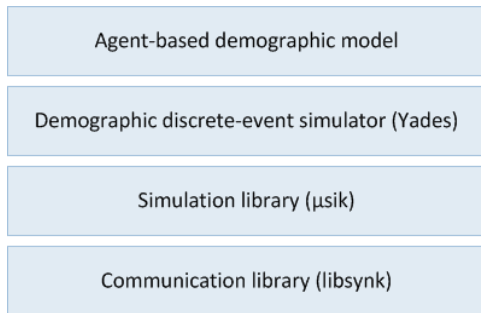 Agent-based demographic model
Demographic discrete-event simulator (Yades)
Simulation library (μsik)
Communication library (libsynk)